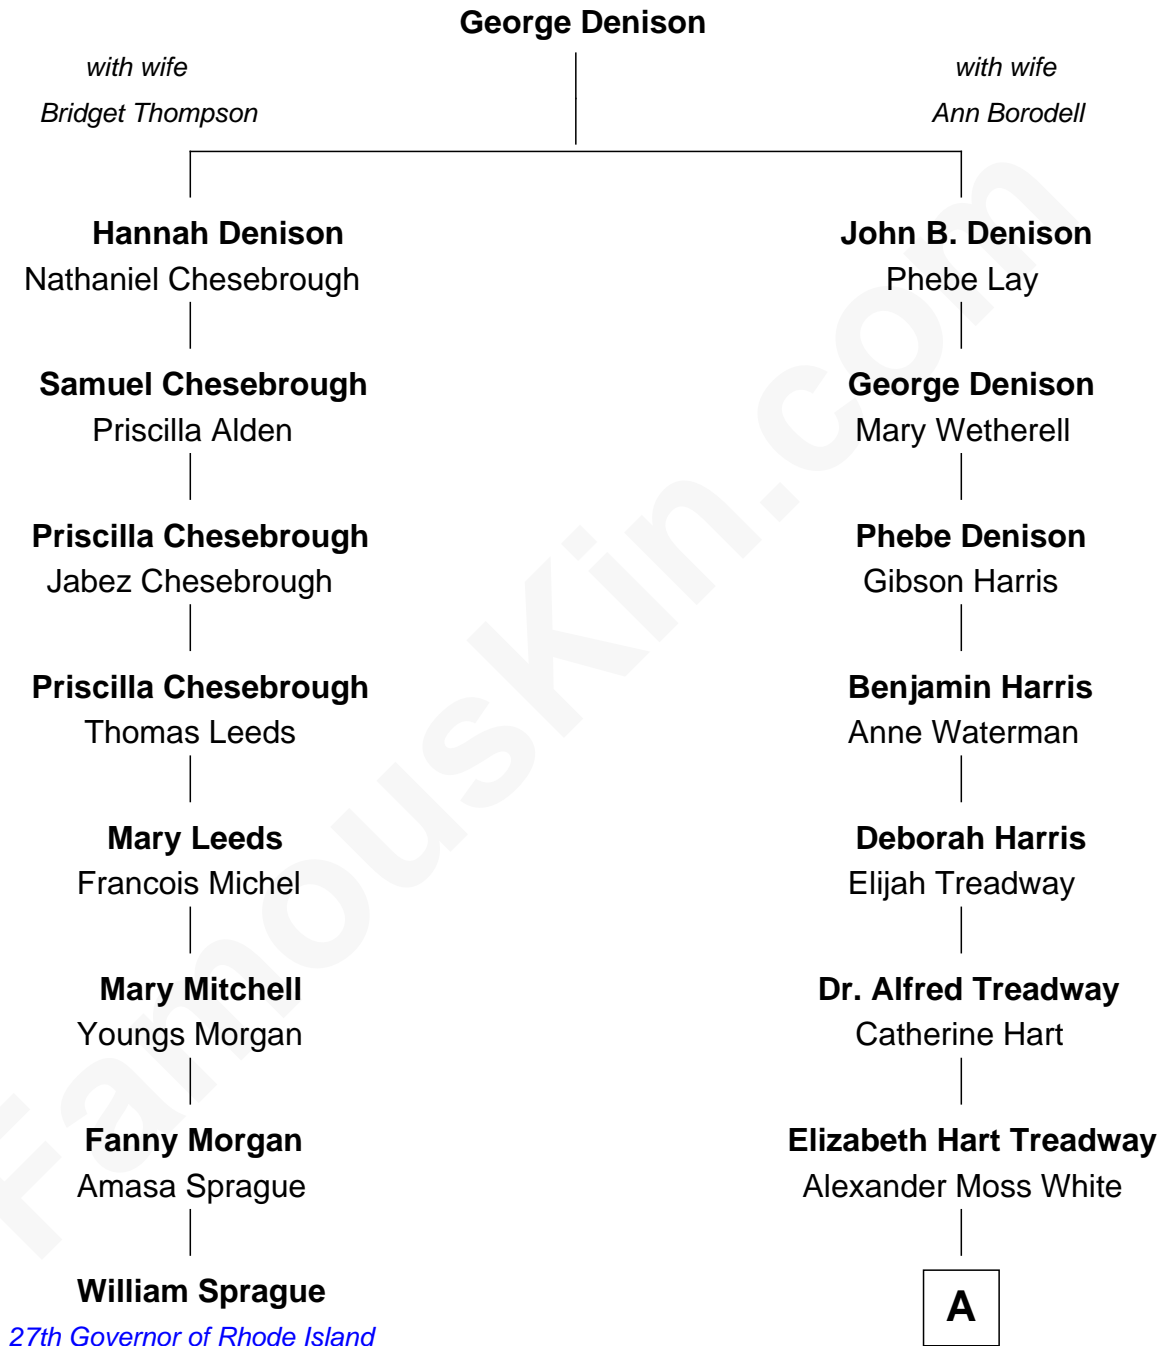 George Denison
with wife
Bridget Thompson
with wife
Ann Borodell
Hannah Denison
Nathaniel Chesebrough
John B. Denison
Phebe Lay
Samuel Chesebrough
Priscilla Alden
George Denison
Mary Wetherell
Priscilla Chesebrough
Jabez Chesebrough
Phebe Denison
Gibson Harris
Priscilla Chesebrough
Thomas Leeds
Benjamin Harris
Anne Waterman
Mary Leeds
Francois Michel
Deborah Harris
Elijah Treadway
Mary Mitchell
Youngs Morgan
Dr. Alfred Treadway
Catherine Hart
Fanny Morgan
Amasa Sprague
Elizabeth Hart Treadway
Alexander Moss White
William Sprague
27th Governor of Rhode Island
A
FamousKin.com